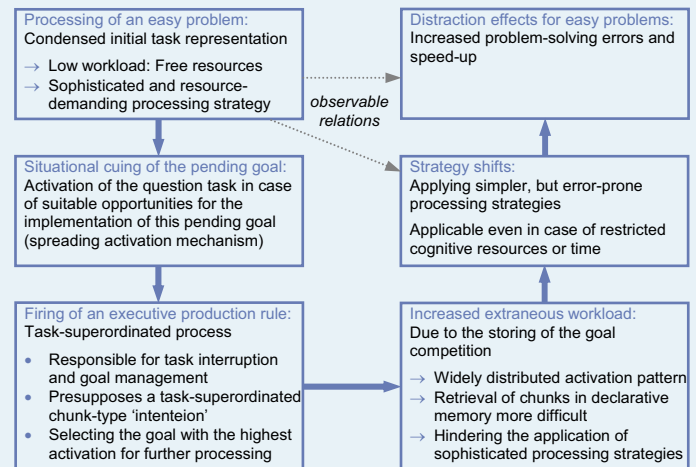 Processing of an easy problem:
Condensed initial task representation
→ Low workload: Free resources
→ Sophisticated and resource-
demanding processing strategy
Situational cuing of the pending goal:
Activation of the question task in case
of suitable opportunities for the
implementation of this pending goal
(spreading activation mechanism)
Firing of an executive production rule:
Task-superordinated process
• Responsible for task interruption
and goal management
• Presupposes a task-superordinated
chunk-type ‘intenteion’
• Selecting the goal with the highest
activation for further processing
observable
relations
Distraction effects for easy problems:
Increased problem-solving errors and
speed-up
Strategy shifts:
Applying simpler, but error-prone
processing strategies
Applicable even in case of restricted
cognitive resources or time
Increased extraneous workload:
Due to the storing of the goal
competition
→ Widely distributed activation pattern
→ Retrieval of chunks in declarative
memory more difficult
→ Hindering the application of
sophisticated processing strategies